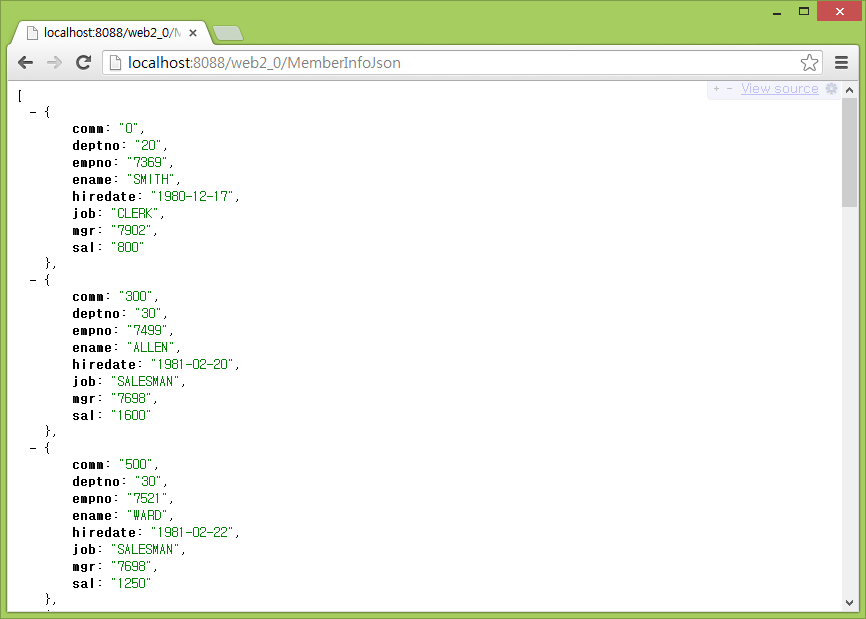 localhost:8088/web2_0/M
localhost:8088/web2_0/MemberInfoJson
+ - View source
[
- {
comm: "0",
deptno: "20",
empno: "7369",
ename: "SMITH",
hiredate: "1980-12-17",
job: "CLERK",
mgr: "7902",
sal: "800"
},
- {
comm: "300",
deptno: "30",
empno: "7499",
ename: "ALLEN",
hiredate: "1981-02-20",
job: "SALESMAN",
mgr: "7698",
sal: "1600"
},
- {
comm: "500",
deptno: "30",
empno: "7521",
ename: "WARD",
hiredate: "1981-02-22",
job: "SALESMAN",
mgr: "7698",
sal: "1250"
},